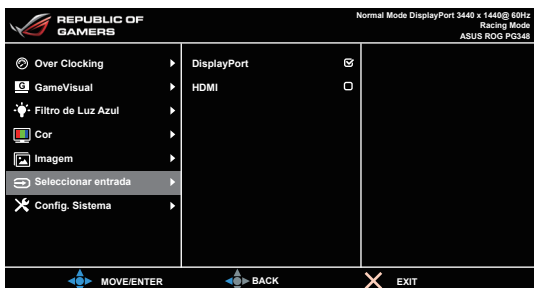 REPUBLIC OF
GAMERS
Normal Mode DisplayPort 3440 x 1440@ 60Hz
Racing Mode
ASUS ROG PG348
Over Clocking
DisplayPort
G GameVisual
HDMI
Filtro de Luz Azul
Cor
Imagem
Seleccionar entrada
Config. Sistema
MOVE/ENTER
BACK
EXIT